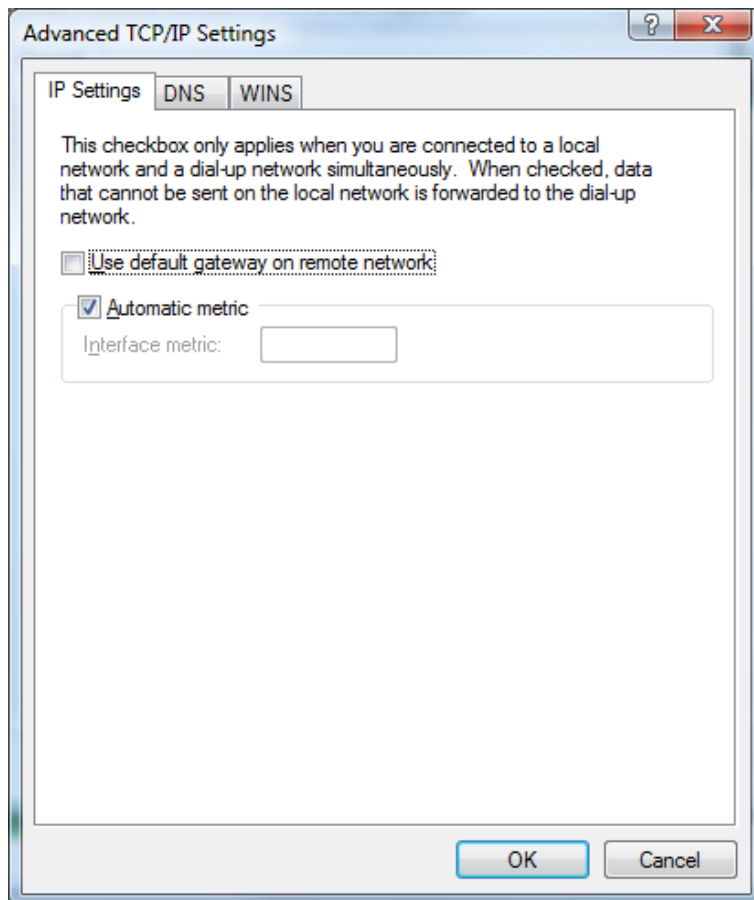 Advanced TCP/IP Settings
IP Settings
DNS
WINS
This checkbox only applies when you are connected to a local
network and a dial-up network simultaneously. When checked, data
that cannot be sent on the local network is forwarded to the dial-up
network.
Use default gateway on remote network
Automatic metric
Interface metric:
OK
Cancel